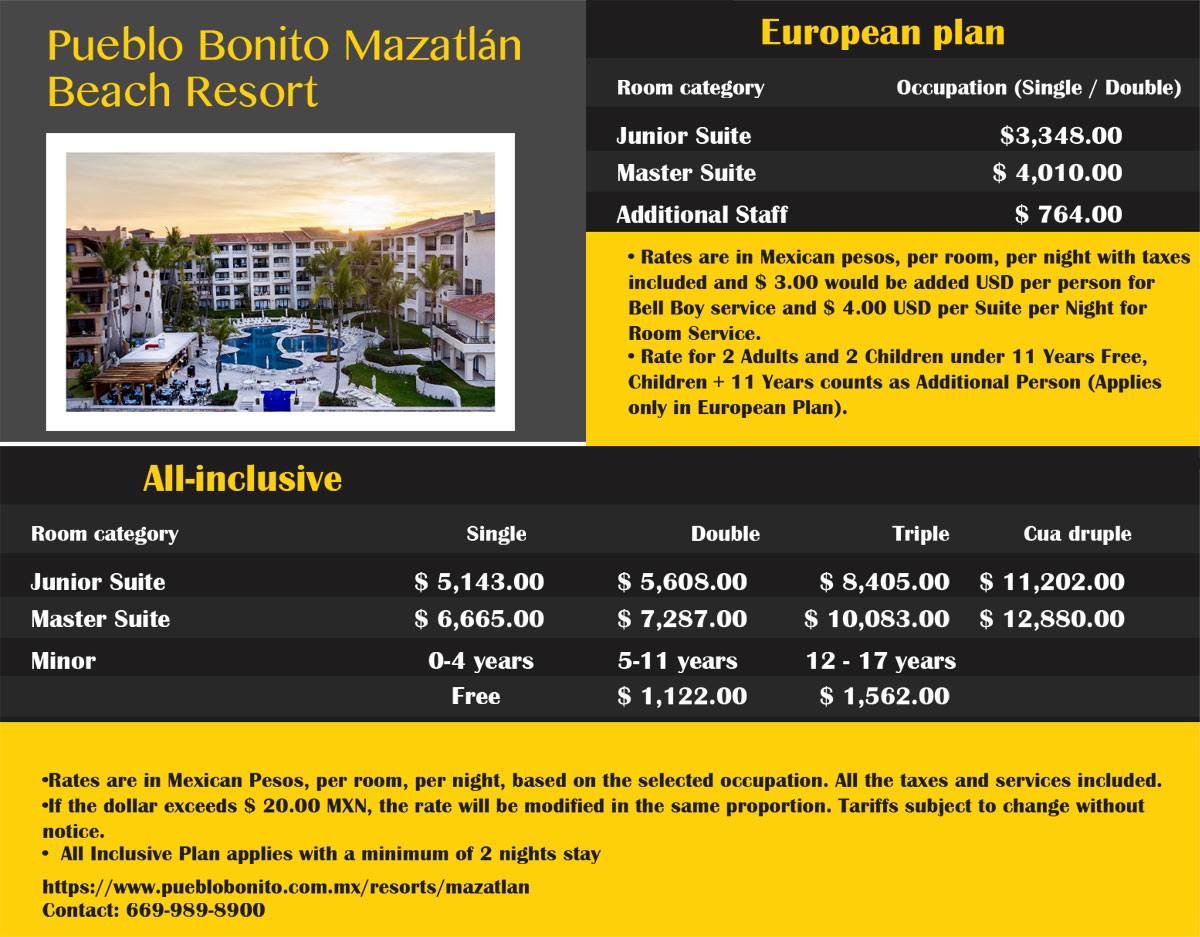 Pueblo Bonito Mazatlán
Beach Resort
European plan
Room category Occupation (Single / Double)
Junior Suite $3,348.00
Master Suite $ 4,010.00
Additional Staff $ 764.00
• Rates are in Mexican pesos, per room, per night with taxes
included and $ 3.00 would be added USD per person for
Bell Boy service and $ 4.00 USD per Suite per Night for
Room Service.
• Rate for 2 Adults and 2 Children under 11 Years Free,
Children + 11 Years counts as Additional Person (Applies
only in European Plan).
All-inclusive
Room category Single Double Triple Cua druple
Junior Suite $ 5,143.00 $ 5,608.00 $ 8,405.00 $ 11,202.00
Master Suite $ 6,665.00 $ 7,287.00 $ 10,083.00 $ 12,880.00
Minor 0-4 years 5-11 years 12 - 17 years
Free $ 1,122.00 $ 1,562.00
•Rates are in Mexican Pesos, per room, per night, based on the selected occupation. All the taxes and services included.
•If the dollar exceeds $ 20.00 MXN, the rate will be modified in the same proportion. Tariffs subject to change without
notice.
• All Inclusive Plan applies with a minimum of 2 nights stay
https://www.pueblobonito.com.mx/resorts/mazatlan
Contact: 669-989-8900